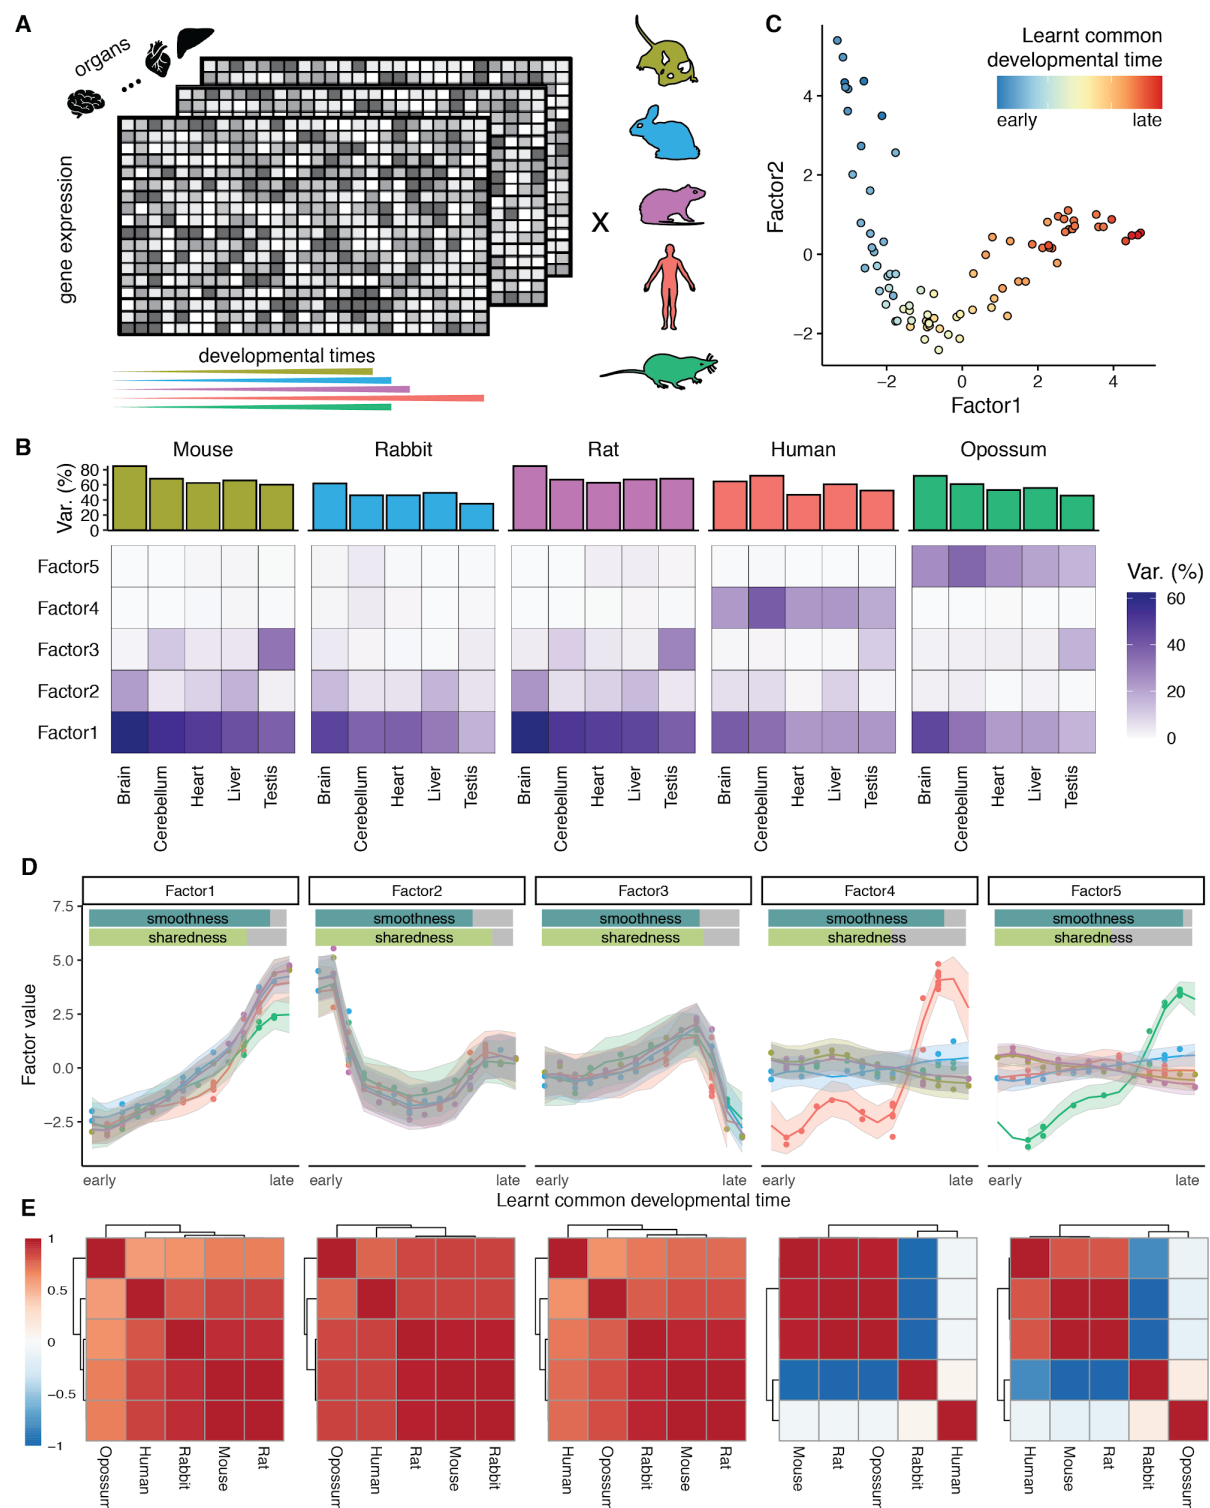 A
organs
gene expression
developmental times
X
C
Learnt common
developmental time
early late
Factor2
4
2
0
−2
−2 0 2 4
Factor1
B
Mouse Rabbit Rat Human Opossum
Var. (%)
80
60
40
20
0
Factor5
Factor4
Factor3
Factor2
Factor1
Var. (%)
60
40
20
0
Brain Cerebellum Heart Liver Testis Brain Cerebellum Heart Liver Testis Brain Cerebellum Heart Liver Testis Brain Cerebellum Heart Liver Testis Brain Cerebellum Heart Liver Testis
D
Factor1 Factor2 Factor3 Factor4 Factor5
smoothness smoothness smoothness smoothness smoothness
sharedness sharedness sharedness sharedness sharedness
Factor value
7.5
5.0
2.5
0.0
−2.5
early late early late early late early late early late
Learnt common developmental time
E
1
0.5
0
−0.5
−1
Opossum Human Rabbit Mouse Rat
Opossum Human Rat Mouse Rabbit
Human Opossum Rabbit Mouse Rat
Mouse Rat Opossum Rabbit Human
Human Mouse Rat Rabbit Opossum